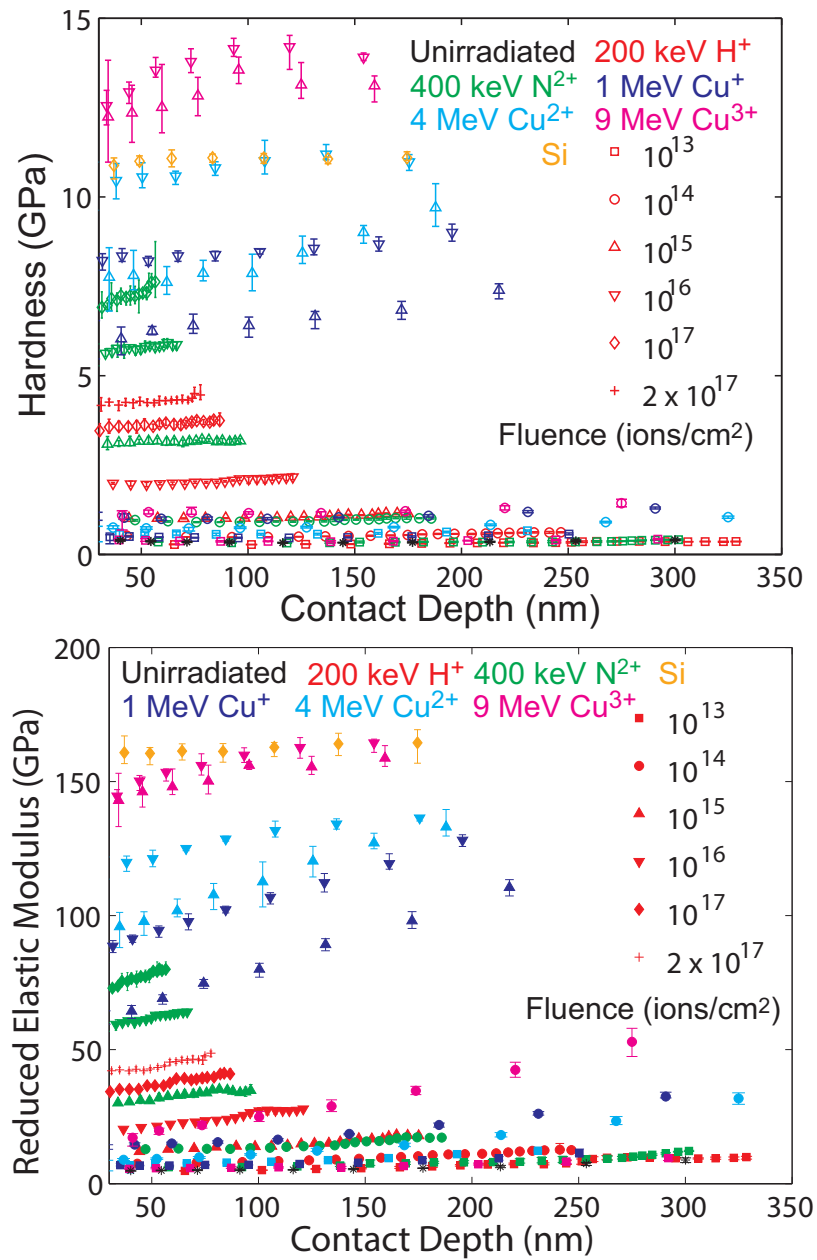 15
Unirradiated 200 keV H+
400 keV N2+ 1 MeV Cu+
4 MeV Cu2+ 9 MeV Cu3+
Si
10^13
10^14
10^15
10^16
10^17
2 x 10^17
Fluence (ions/cm2)
10
5
0
Hardness (GPa)
50 100 150 200 250 300 350
Contact Depth (nm)
200
Unirradiated 200 keV H+ 400 keV N2+ Si
1 MeV Cu+ 4 MeV Cu2+ 9 MeV Cu3+
10^13
10^14
10^15
10^16
10^17
2 x 10^17
Fluence (ions/cm2)
150
100
50
0
Reduced Elastic Modulus (GPa)
50 100 150 200 250 300 350
Contact Depth (nm)